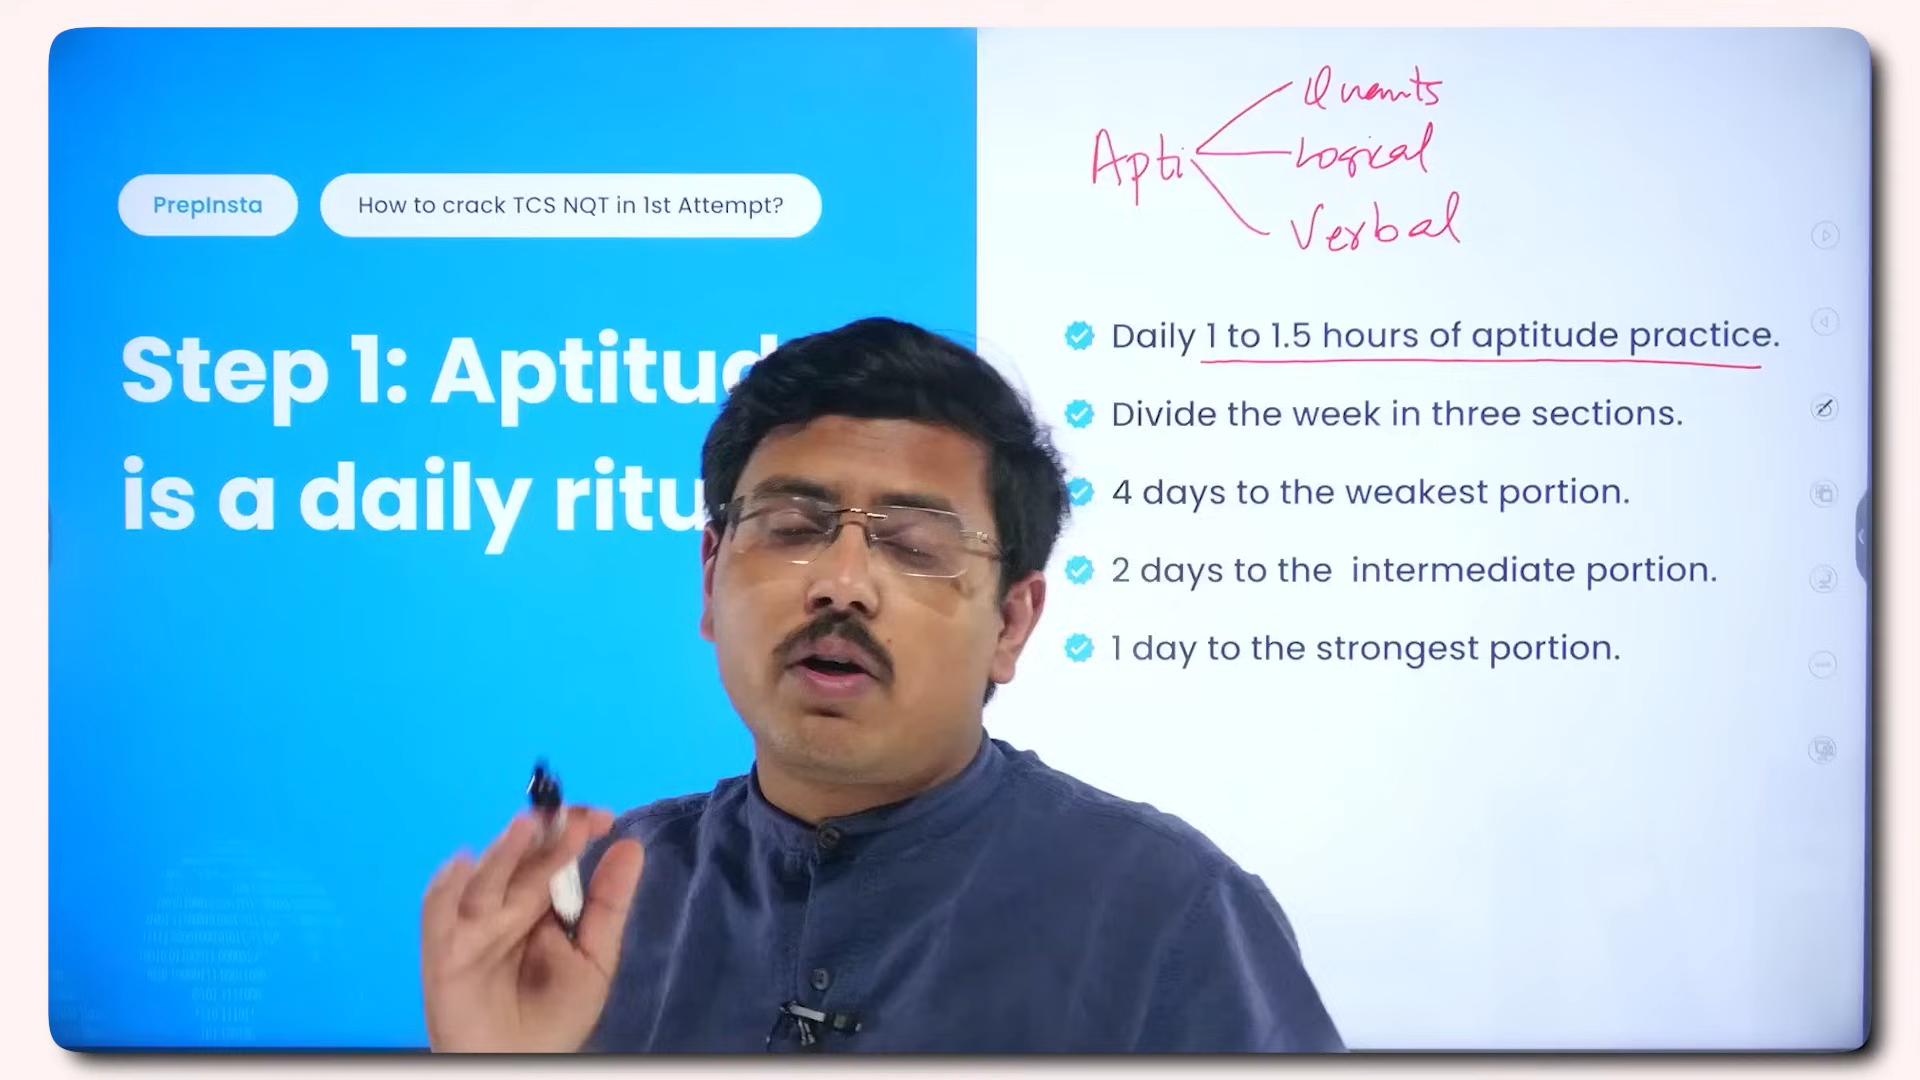 PrepInsta
How to crack TCS NQT in 1st Attempt?
Step 1:
is a daily
Apti
Quants
Logical
Verbal
Daily 1 to 1.5 hours of aptitude practice.
Divide the week in three sections.
4 days to the weakest portion.
2 days to the intermediate portion.
1 day to the strongest portion.